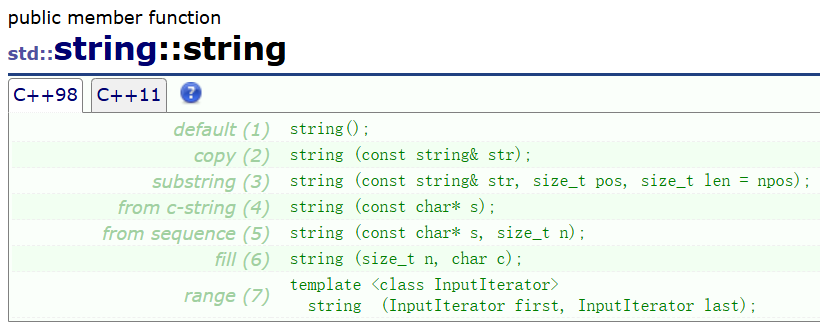 public member function
std::string::string
C++98 C++11 ?
default (1) string();
copy (2) string (const string& str);
substring (3) string (const string& str, size_t pos, size_t len = npos);
from c-string (4) string (const char* s);
from sequence (5) string (const char* s, size_t n);
fill (6) string (size_t n, char c);
range (7) template <class InputIterator>
string  (InputIterator first, InputIterator last);